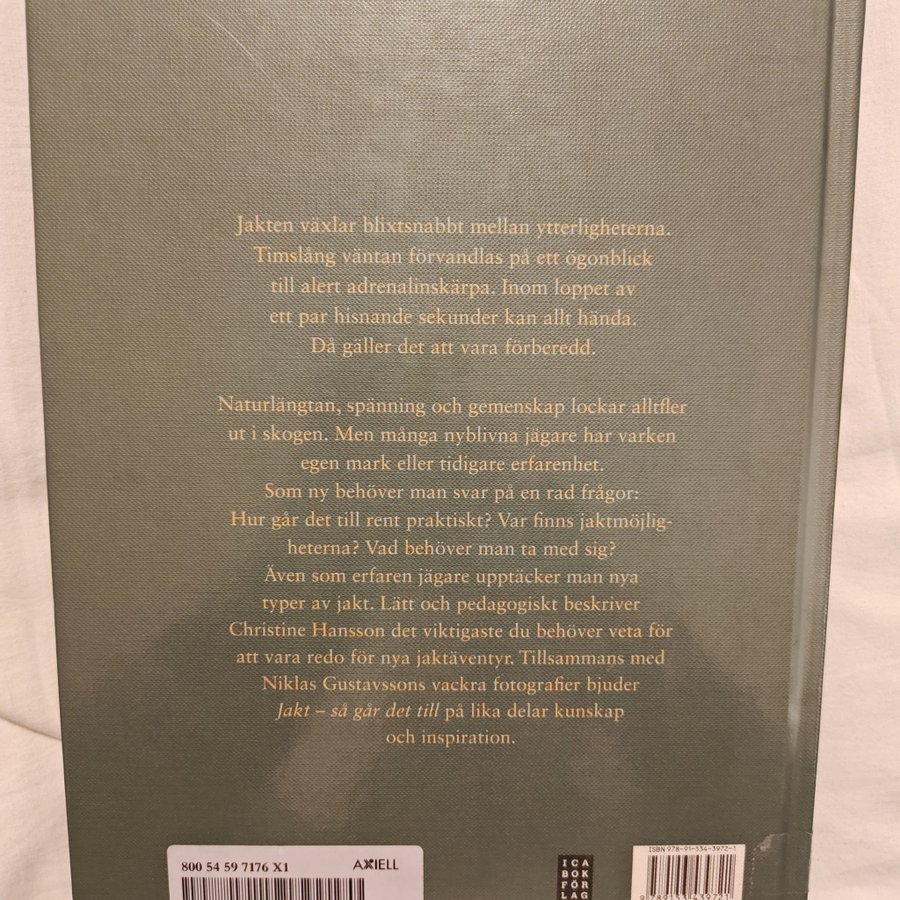 Jakten växlar blixtsnabbt mellan ytterligheterna.
Timslång väntan förvandlas på ett ögonblick
till alert adrenalinskärpa. Inom loppet av
ett par hisnande sekunder kan allt hända.
Då gäller det att vara förberedd.
Naturlängtan, spänning och gemenskap lockar alltfler
ut i skogen. Men många nyblivna jägare har varken
egen mark eller tidigare erfarenhet.
Som ny behöver man svar på en rad frågor:
Hur går det till rent praktiskt? Var finns jaktmöjlig-
heterna? Vad behöver man ta med sig?
Även som erfaren jägare upptäcker man nya
typer av jakt. Lätt och pedagogiskt beskriver
Christine Hansson det viktigaste du behöver veta för
att vara redo för nya jaktäventyr. Tillsammans med
Niklas Gustavssons vackra fotografier bjuder
Jakt – så går det till på lika delar kunskap
och inspiration.
800 54 59 7176 X1 AXIELL
ICA
BOK
FÖR
LAG
ISBN 978-91-534-3972-1
9789153439721